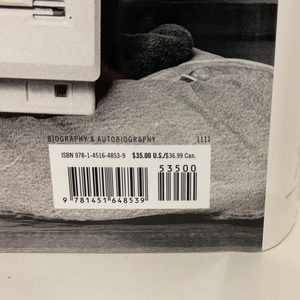 BIOGRAPHY & AUTOBIOGRAPHY 1111
ISBN 978-1-4516-4853-9 $35.00 U.S./$36.99 Can.
53500
9 781451 648539